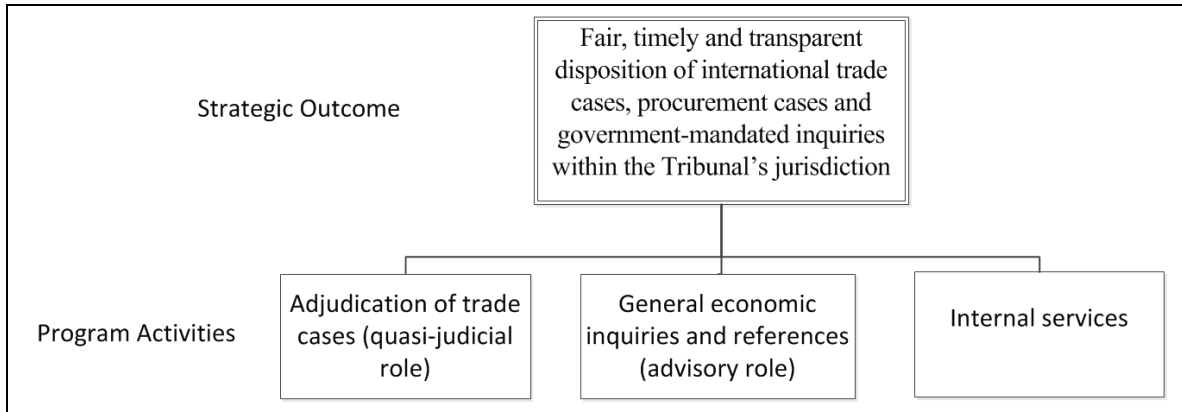 Strategic Outcome
Fair, timely and transparent
disposition of international trade
cases, procurement cases and
government-mandated inquiries
within the Tribunal’s jurisdiction
Program Activities
Adjudication of trade
cases (quasi-judicial
role)
General economic
inquiries and references
(advisory role)
Internal services